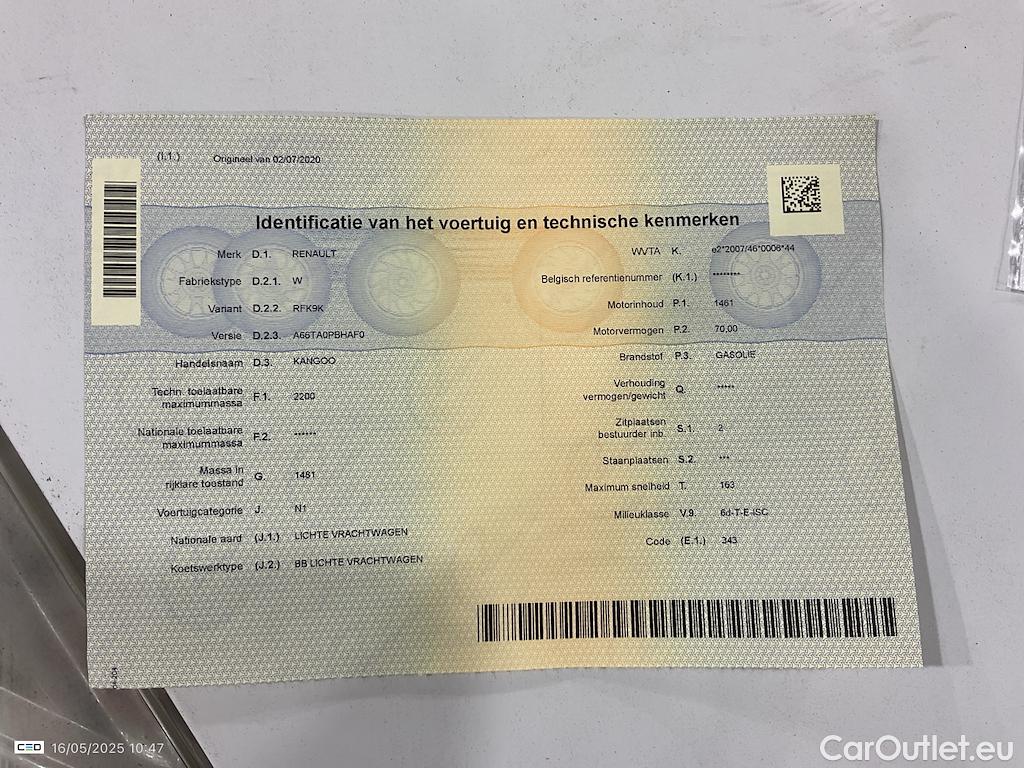 (I.1.) Origineel van 02/07/2020
Identificatie van het voertuig en technische kenmerken
Merk D.1. RENAULT
Fabriekstype D.2.1. W
Variant D.2.2. RFK9K
Versie D.2.3. A66TA0PBHAF0
Handelsnaam D.3. KANGOO
Techn. toelaatbare
maximummassa F.1. 2200
Nationale toelaatbare
maximummassa F.2. ******
Massa in
rijklare toestand G. 1481
Voertuigcategorie J. N1
Nationale aard (J.1.) LICHTE VRACHTWAGEN
Koetswerktype (J.2.) BB LICHTE VRACHTWAGEN
WVTA K. e2*2007/46*0006*44
Belgisch referentienummer (K.1.) ********
Motorinhoud P.1. 1461
Motorvermogen P.2. 70,00
Brandstof P.3. GASOLIE
Verhouding
vermogen/gewicht Q. *****
Zitplaatsen
bestuurder inb. S.1. 2
Staanplaatsen S.2. ***
Maximum snelheid T. 163
Milieuklasse V.9. 6d-T-E-ISC
Code (E.1.) 343
16/05/2025 10:47
CarOutlet.eu